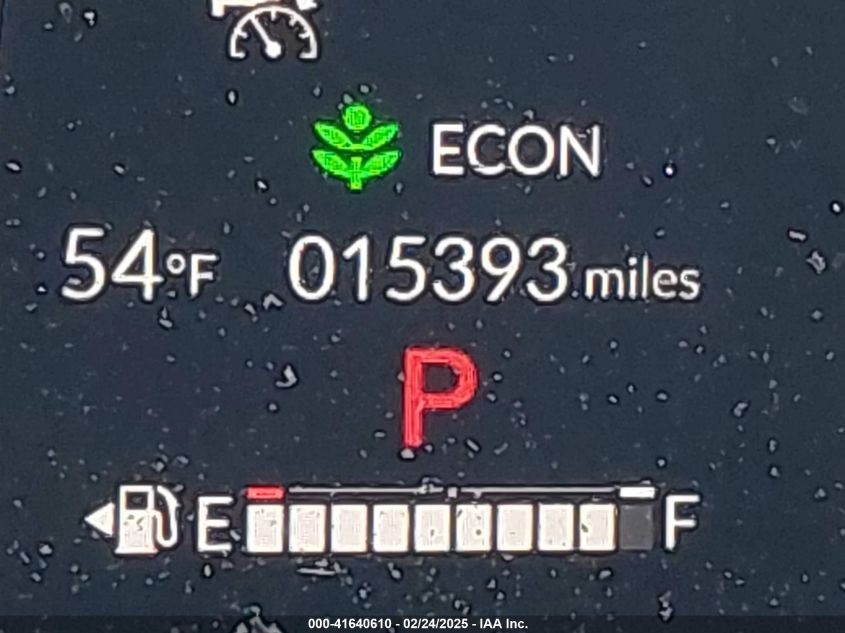 ECON
54°F 015393 miles
P
E F
000-41640610 - 02/24/2025 - IAA Inc.